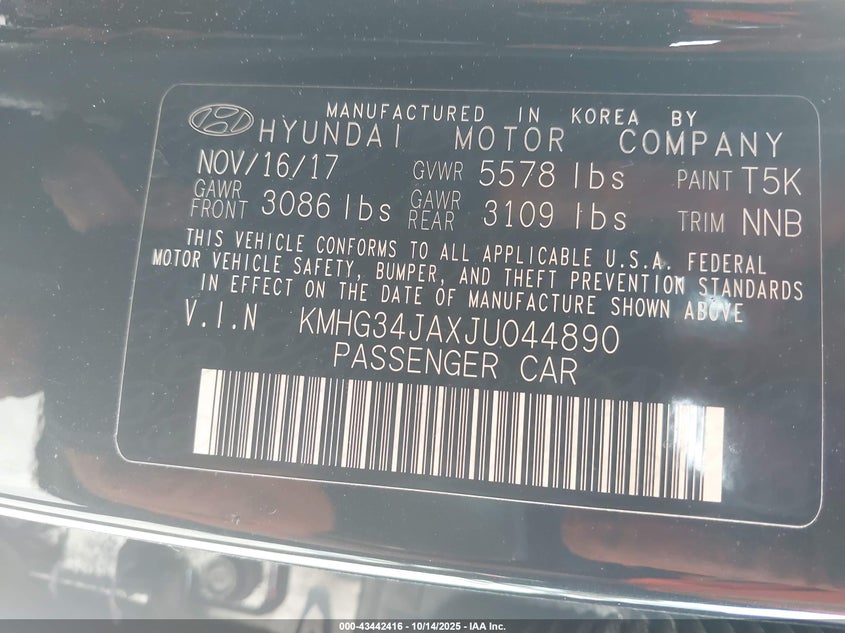 MANUFACTURED IN KOREA BY
HYUNDAI MOTOR COMPANY
NOV/16/17 GVWR 5578 lbs PAINT T5K
GAWR FRONT 3086 lbs GAWR REAR 3109 lbs TRIM NNB
THIS VEHICLE CONFORMS TO ALL APPLICABLE U.S.A. FEDERAL
MOTOR VEHICLE SAFETY, BUMPER, AND THEFT PREVENTION STANDARDS
IN EFFECT ON THE DATE OF MANUFACTURE SHOWN ABOVE
V.I.N KMHG34JAXJU044890
PASSENGER CAR
000-43442416 - 10/14/2025 - IAA Inc.